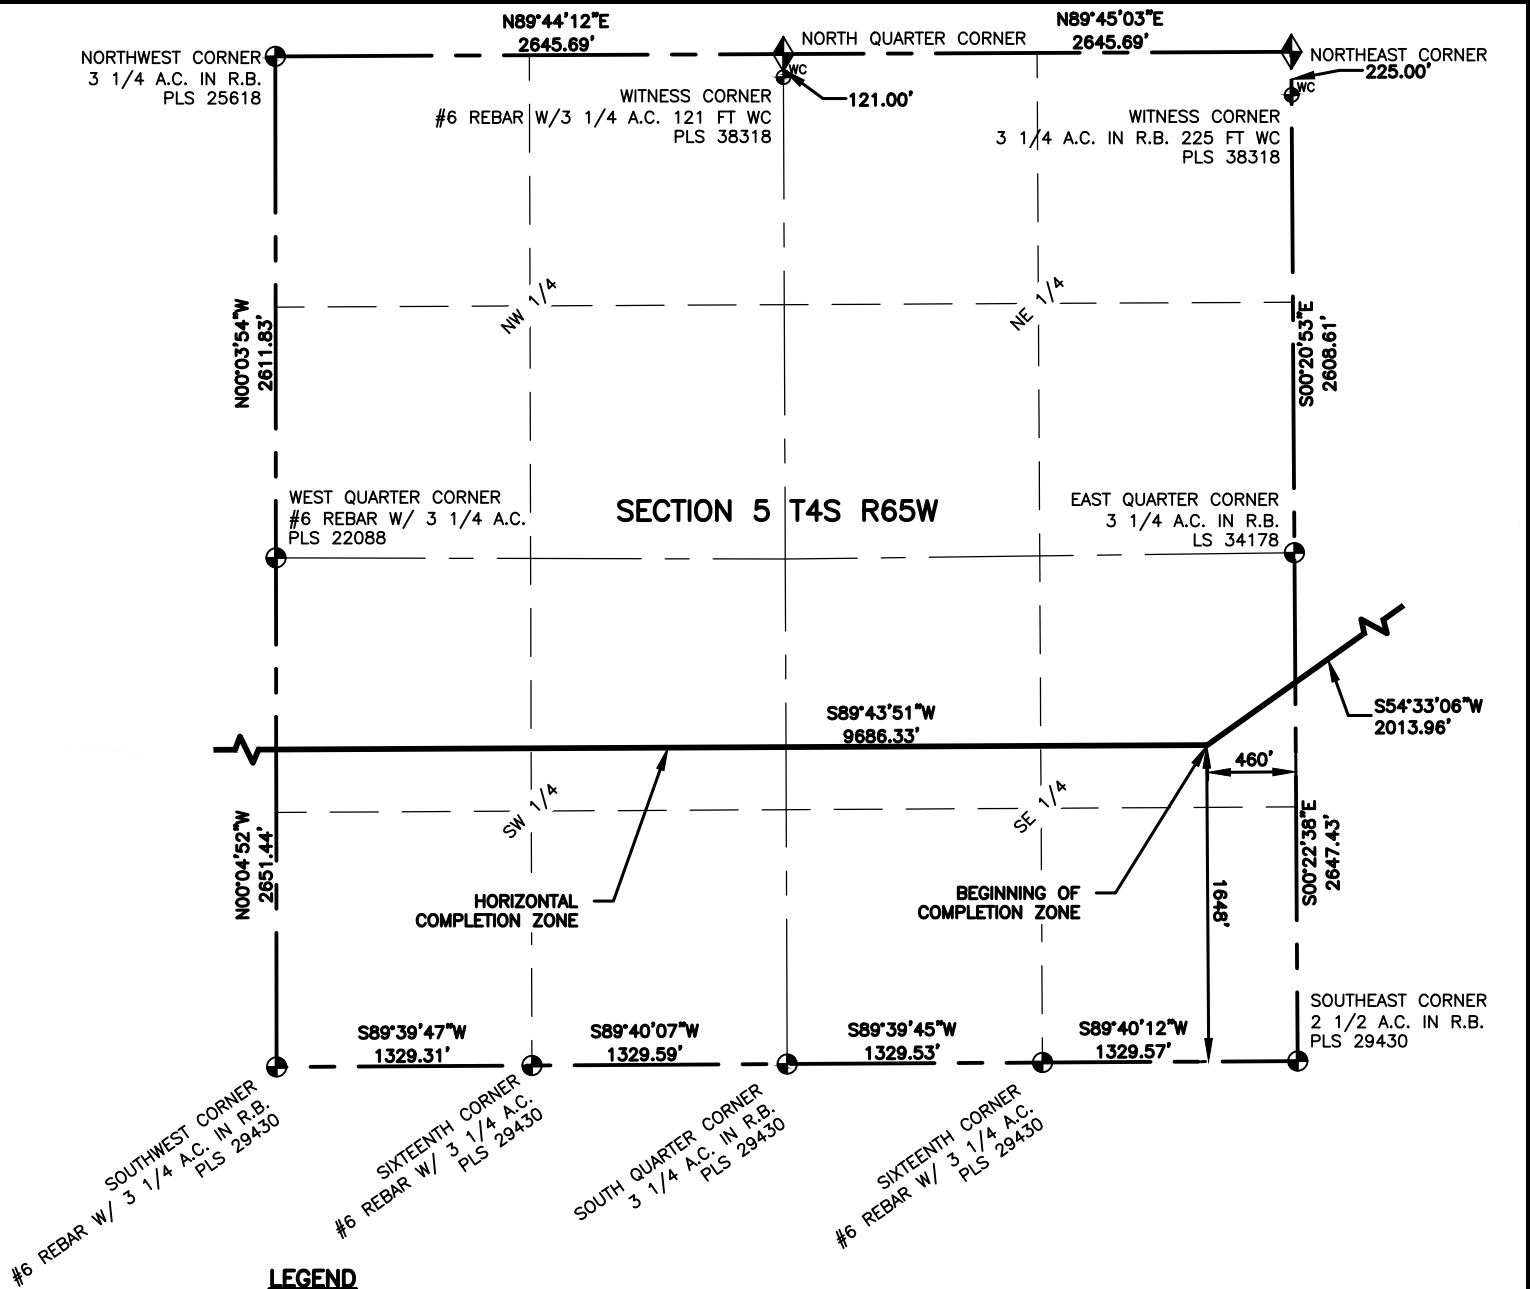 N89°44'12"E
2645.69'
N89°45'03"E
2645.69'
NORTHWEST CORNER
3 1/4 A.C. IN R.B.
PLS 25618
NORTH QUARTER CORNER
NORTHEAST CORNER
225.00'
WC
WC
121.00'
WITNESS CORNER
#6 REBAR W/3 1/4 A.C. 121 FT WC
PLS 38318
WITNESS CORNER
3 1/4 A.C. IN R.B. 225 FT WC
PLS 38318
NW 1/4
NE 1/4
N00°03'54"W
2611.83'
S00°20'53"E
2608.61'
WEST QUARTER CORNER
#6 REBAR W/ 3 1/4 A.C.
PLS 22088
SECTION 5 T4S R65W
EAST QUARTER CORNER
3 1/4 A.C. IN R.B.
LS 34178
S89°43'51"W
9686.33'
S54°33'06"W
2013.96'
460'
SW 1/4
SE 1/4
N00°04'52"W
2651.44'
S00°22'38"E
2647.43'
HORIZONTAL
COMPLETION ZONE
BEGINNING OF
COMPLETION ZONE
1648'
SOUTHEAST CORNER
2 1/2 A.C. IN R.B.
PLS 29430
S89°39'47"W
1329.31'
S89°40'07"W
1329.59'
S89°39'45"W
1329.53'
S89°40'12"W
1329.57'
SOUTHWEST CORNER
#6 REBAR W/ 3 1/4 A.C. IN R.B.
PLS 29430
SIXTEENTH CORNER
#6 REBAR W/ 3 1/4 A.C.
PLS 29430
SOUTH QUARTER CORNER
3 1/4 A.C. IN R.B.
PLS 29430
SIXTEENTH CORNER
#6 REBAR W/ 3 1/4 A.C.
PLS 29430
LEGEND